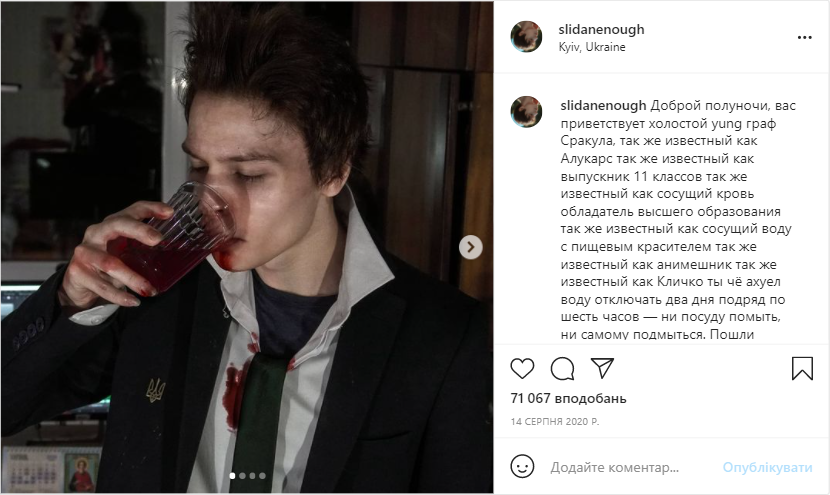 slidanenough
Kyiv, Ukraine
slidanenough Доброй полуночи, вас
приветствует холостой yung граф
Сракула, так же известный как
Алукарс так же известный как
выпускник 11 классов так же
известный как сосущий кровь
обладатель высшего образования
так же известный как сосущий воду
с пищевым красителем так же
известный как анимешник так же
известный как Кличко ты чё ахуел
воду отключать два дня подряд по
шесть часов — ни посуду помыть,
ни самому подмыться. Пошли
71 067 вподобань
14 СЕРПНЯ 2020 Р.
Додайте коментар... Опублікувати